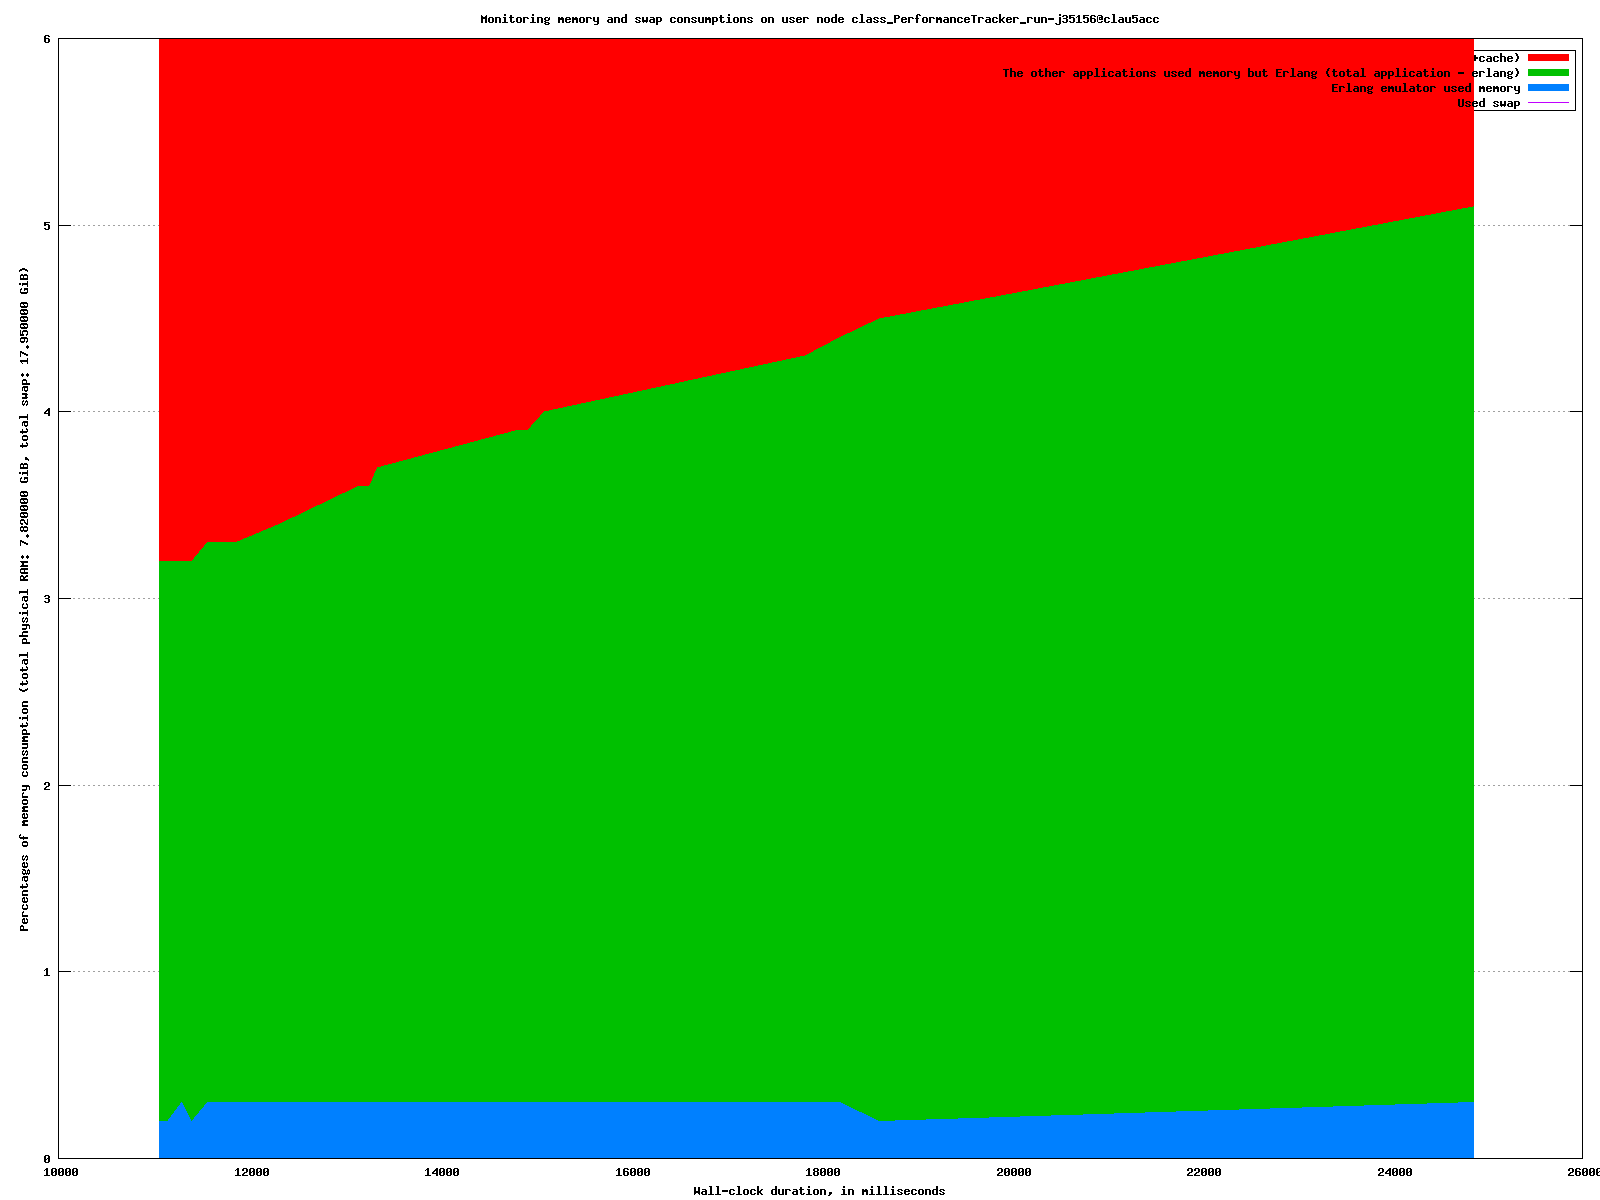 Monitoring memory and swap consumptions on user node class_PerformanceTracker_run-j35156@clau5acc
+cache)
The other applications used memory but Erlang (total application - erlang)
Erlang emulator used memory
Used swap
6
5
4
3
2
1
0
Percentages of memory consumption (total physical RAM: 7.820000 GiB, total swap: 17.950000 GiB)
10000
12000
14000
16000
18000
20000
22000
24000
26000
Wall-clock duration, in milliseconds